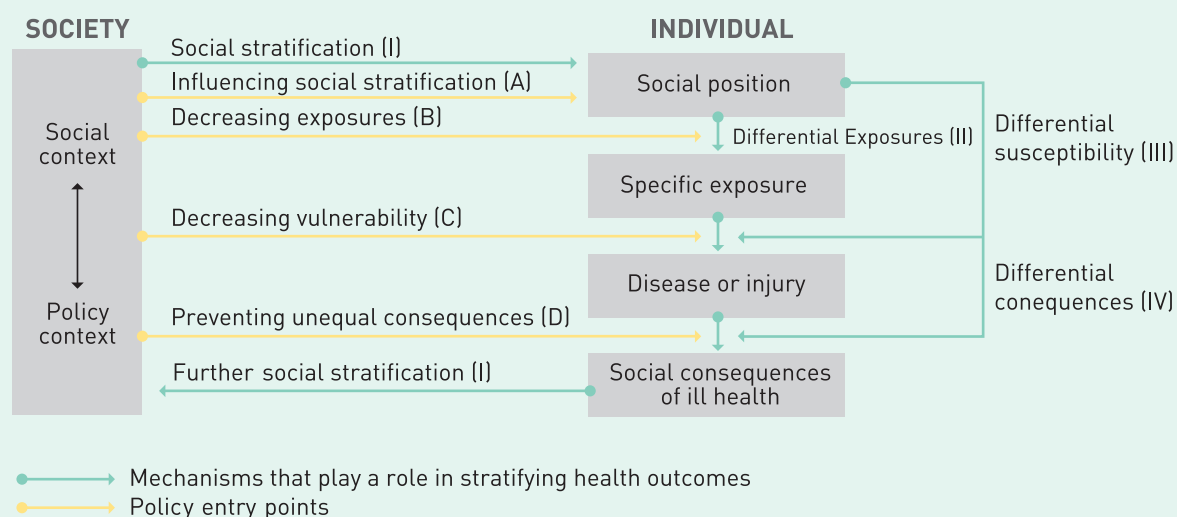 SOCIETY
INDIVIDUAL
Social stratification (I)
Influencing social stratification (A)
Decreasing exposures (B)
Social
context
Decreasing vulnerability (C)
Policy
context
Preventing unequal consequences (D)
Further social stratification (I)
Social position
Differential Exposures (II)
Specific exposure
Disease or injury
Social consequences
of ill health
Differential
susceptibility (III)
Differential
conequences (IV)
Mechanisms that play a role in stratifying health outcomes
Policy entry points